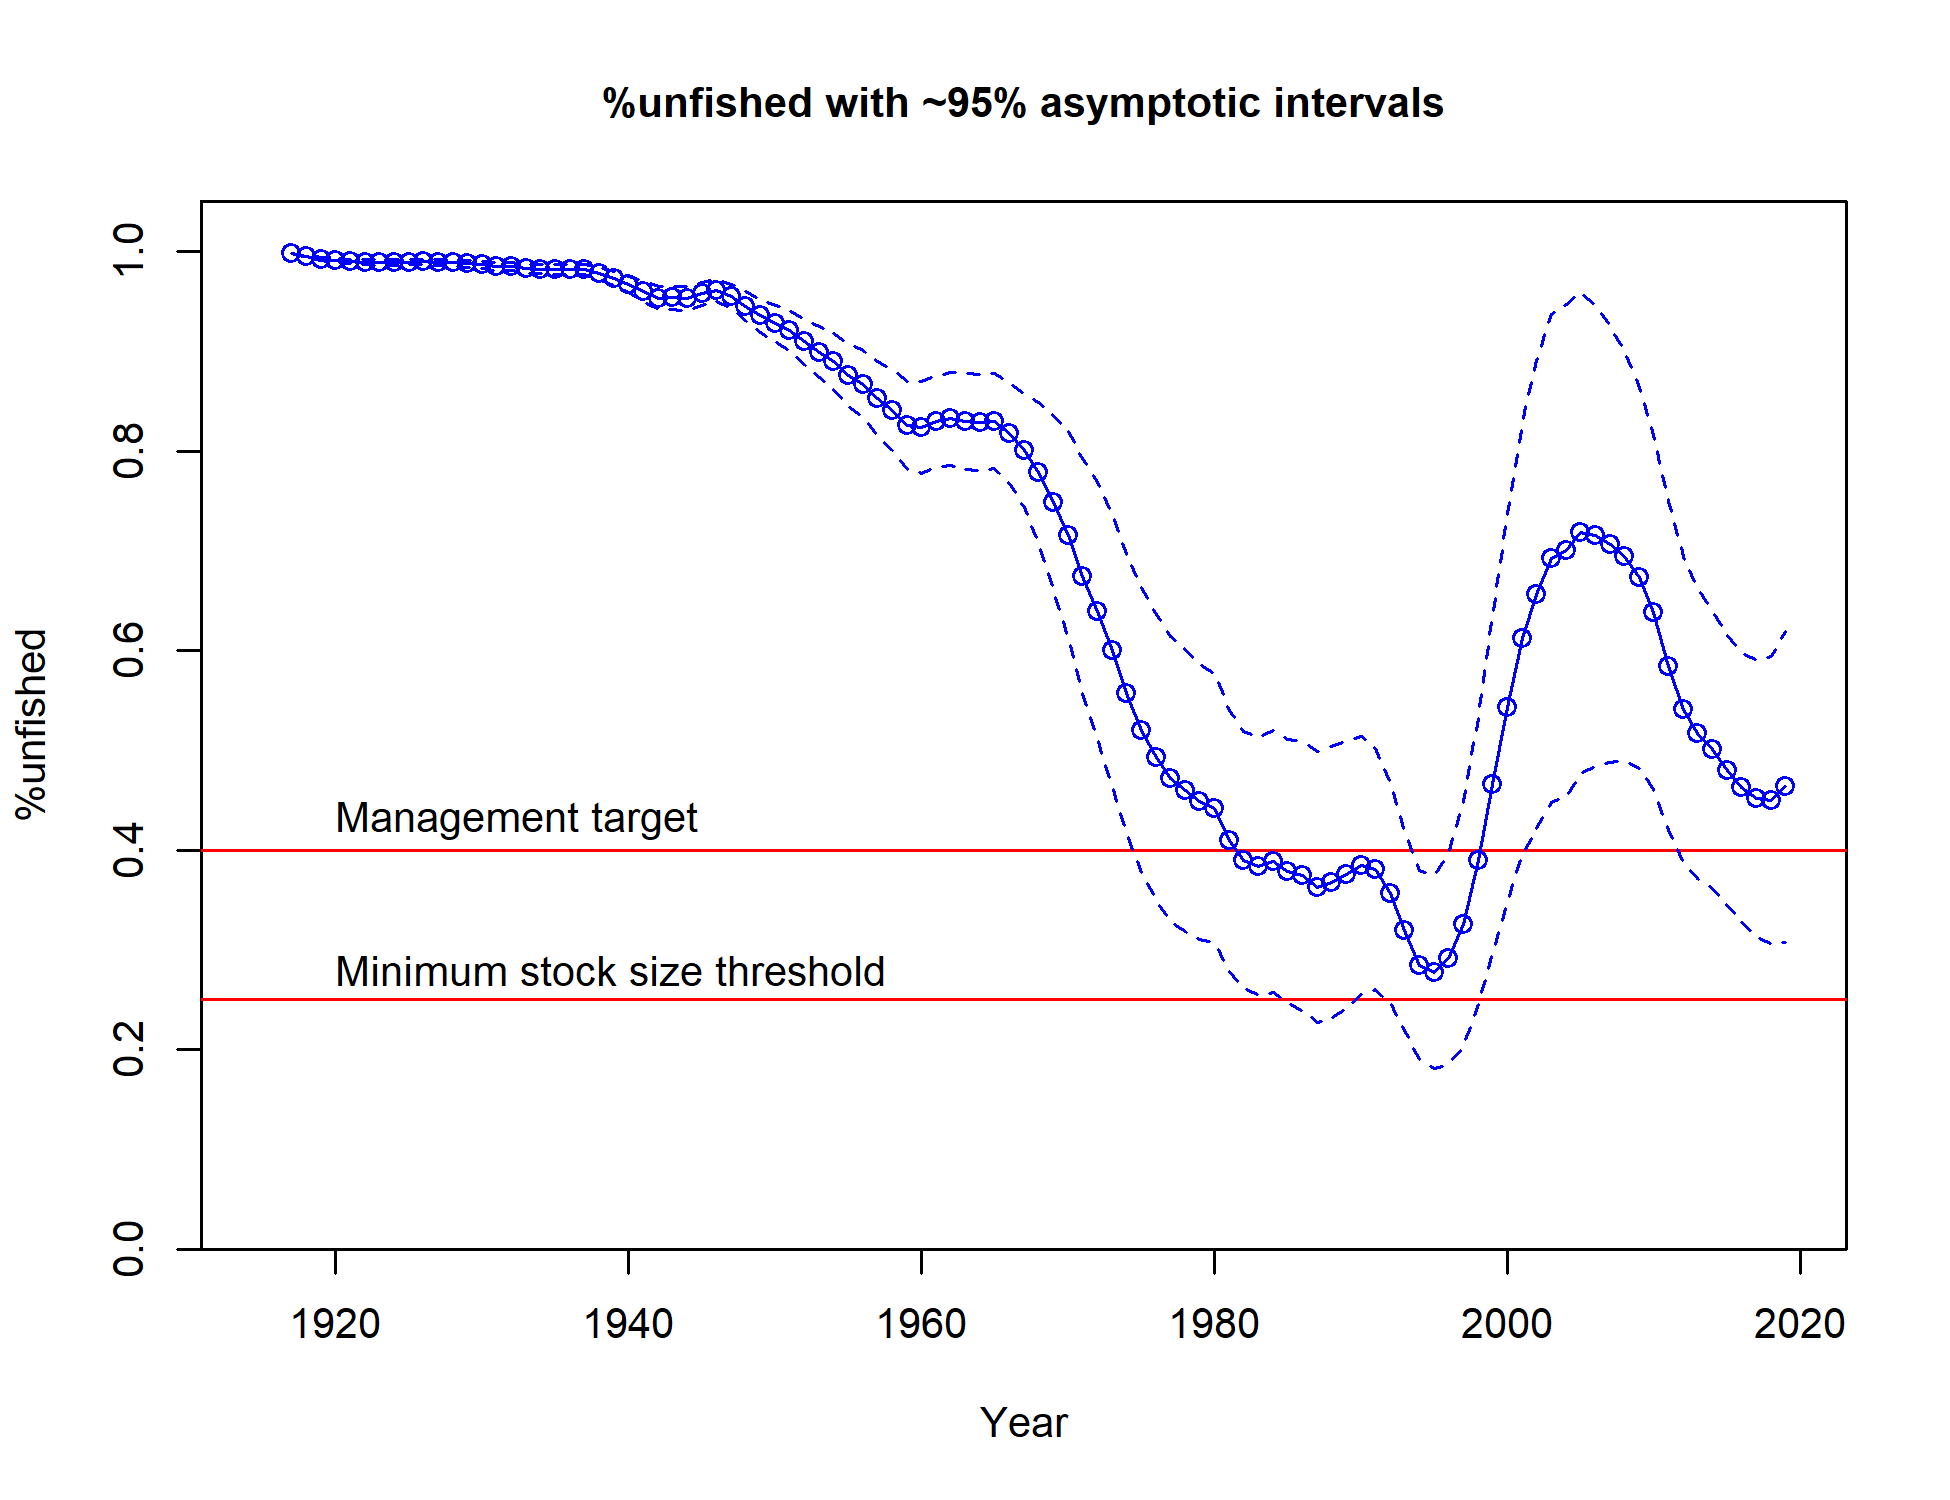 %unfished with ~95% asymptotic intervals
1.0
0.8
0.6
0.4
0.2
0.0
%unfished
Management target
Minimum stock size threshold
1920 1940 1960 1980 2000 2020
Year